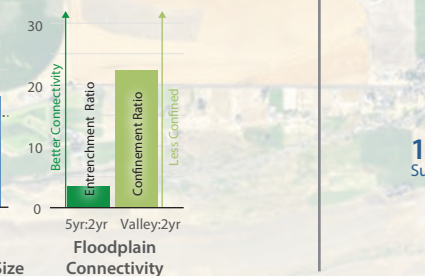 30
20
10
0
Better Connectivity
Entrenchment Ratio
Confinement Ratio
Less Confined
5yr:2yr Valley:2yr
Floodplain
Connectivity
Size
1
Su